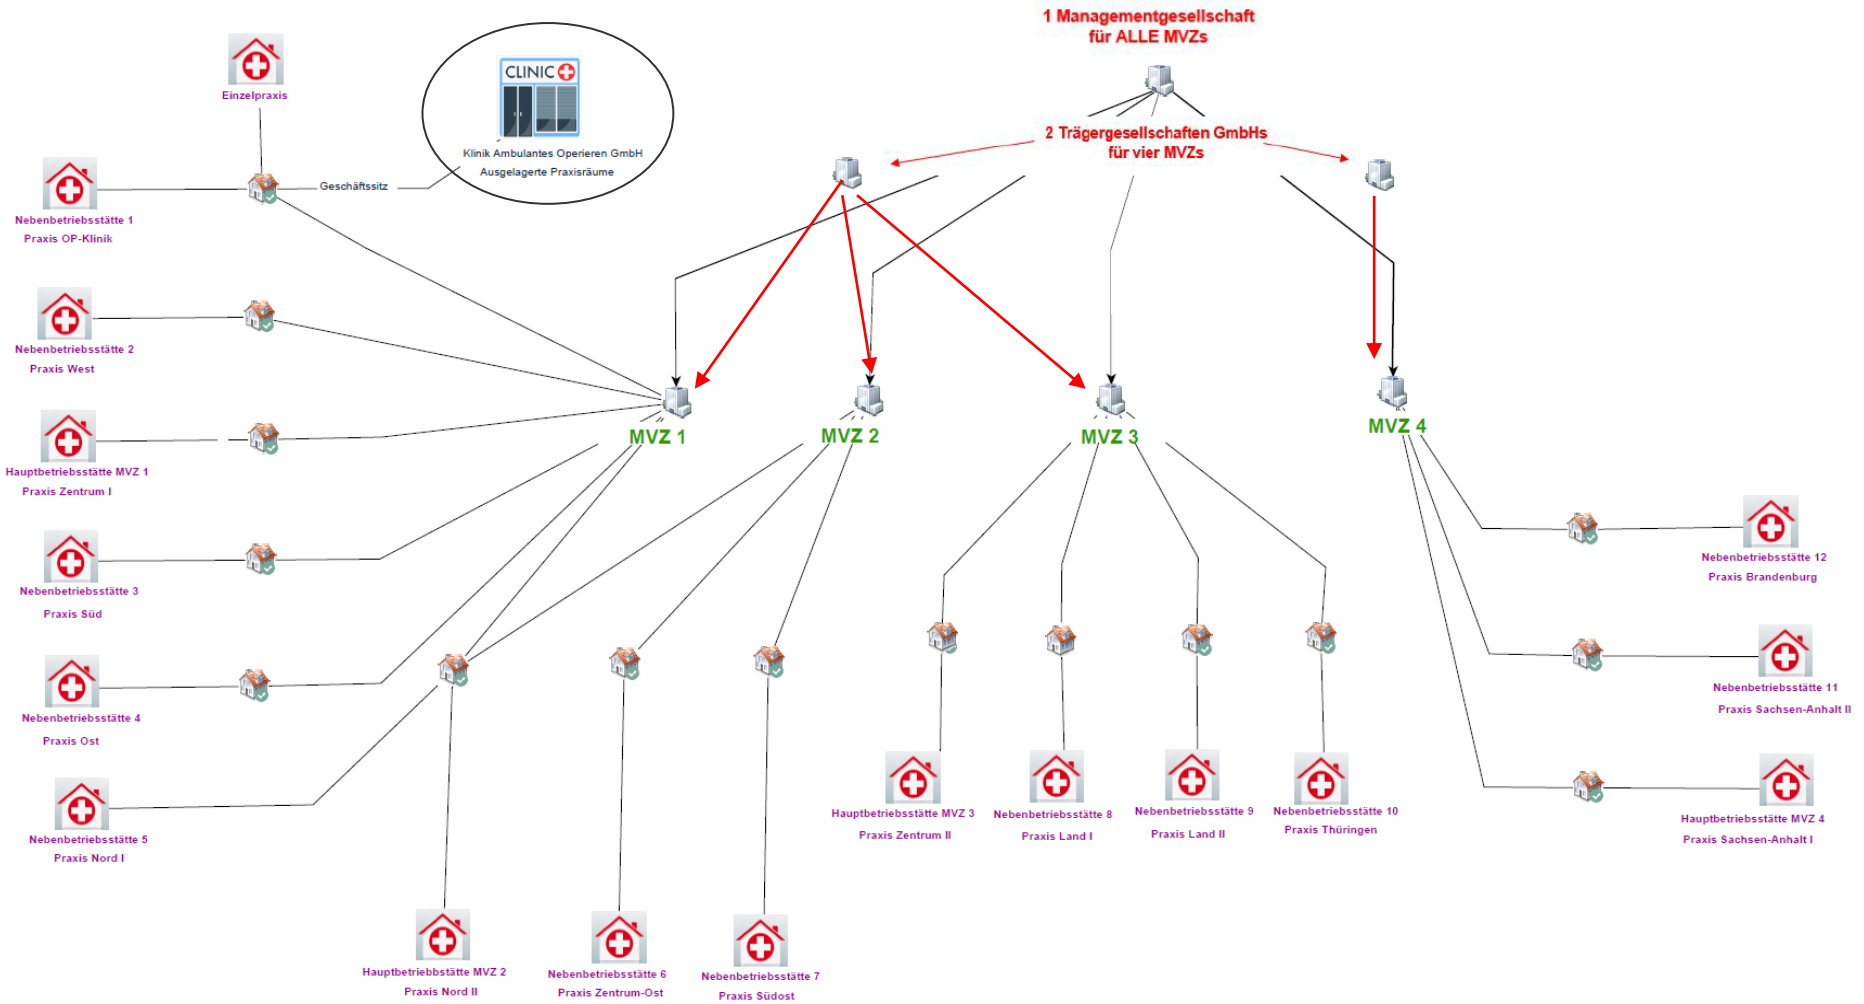 1 Managementgesellschaft
für ALLE MVZs
CLINIC
Einzelpraxis
2 Trägergesellschaften GmbHs
für vier MVZs
Klinik Ambulantes Operieren GmbH
Ausgelagerte Praxisräume
Geschäftssitz
Nebenbetriebsstätte 1
Praxis OP-Klinik
Nebenbetriebsstätte 2
Praxis West
MVZ 1
MVZ 2
MVZ 3
MVZ 4
Hauptbetriebsstätte MVZ 1
Praxis Zentrum I
Nebenbetriebsstätte 12
Praxis Brandenburg
Nebenbetriebsstätte 3
Praxis Süd
Nebenbetriebsstätte 11
Praxis Sachsen-Anhalt II
Nebenbetriebsstätte 4
Praxis Ost
Hauptbetriebsstätte MVZ 3
Praxis Zentrum II
Nebenbetriebsstätte 8
Praxis Land I
Nebenbetriebsstätte 9
Praxis Land II
Nebenbetriebsstätte 10
Praxis Thüringen
Hauptbetriebsstätte MVZ 4
Praxis Sachsen-Anhalt I
Nebenbetriebsstätte 5
Praxis Nord I
Hauptbetriebbstätte MVZ 2
Praxis Nord II
Nebenbetriebsstätte 6
Praxis Zentrum-Ost
Nebenbetriebsstätte 7
Praxis Südost